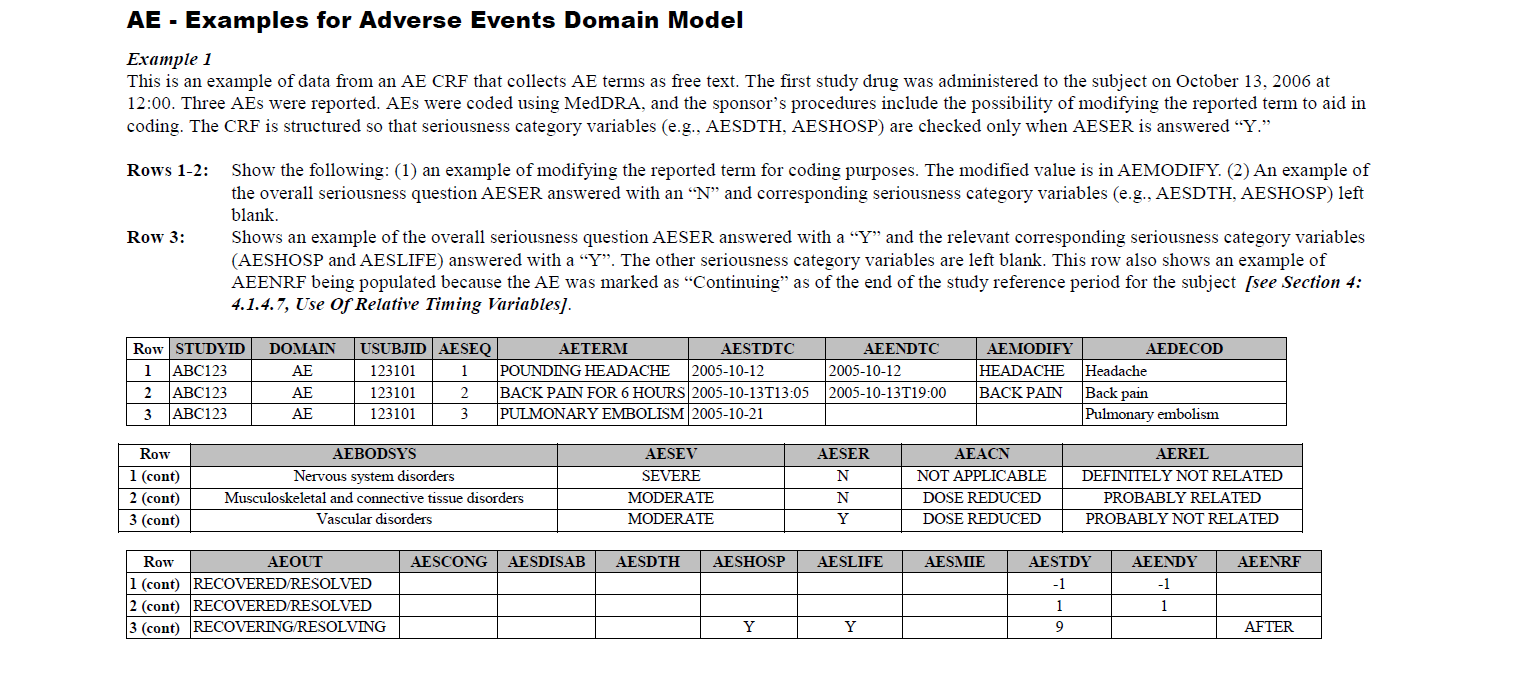 AE - Examples for Adverse Events Domain Model
Example 1
This is an example of data from an AE CRF that collects AE terms as free text. The first study drug was administered to the subject on October 13, 2006 at
12:00. Three AEs were reported. AEs were coded using MedDRA, and the sponsor's procedures include the possibility of modifying the reported term to aid in
coding. The CRF is structured so that seriousness category variables (e.g., AESDTH, AESHOSP) are checked only when AESER is answered “Y.”
Rows 1-2: Show the following: (1) an example of modifying the reported term for coding purposes. The modified value is in AEMODIFY. (2) An example of
the overall seriousness question AESER answered with an “N” and corresponding seriousness category variables (e.g., AESDTH, AESHOSP) left
blank.
Row 3: Shows an example of the overall seriousness question AESER answered with a “Y” and the relevant corresponding seriousness category variables
(AESHOSP and AESLIFE) answered with a “Y”. The other seriousness category variables are left blank. This row also shows an example of
AEENRF being populated because the AE was marked as “Continuing” as of the end of the study reference period for the subject [see Section 4:
4.1.4.7, Use Of Relative Timing Variables].
Row STUDYID DOMAIN USUBJID AESEQ AETERM AESTDTC AEENDTC AEMODIFY AEDECOD
1 ABC123 AE 123101 1 POUNDING HEADACHE 2005-10-12 2005-10-12 HEADACHE Headache
2 ABC123 AE 123101 2 BACK PAIN FOR 6 HOURS 2005-10-13T13:05 2005-10-13T19:00 BACK PAIN Back pain
3 ABC123 AE 123101 3 PULMONARY EMBOLISM 2005-10-21 Pulmonary embolism
Row AEBODSYS AESEV AESER AEACN AEREL
1 (cont) Nervous system disorders SEVERE N NOT APPLICABLE DEFINITELY NOT RELATED
2 (cont) Musculoskeletal and connective tissue disorders MODERATE N DOSE REDUCED PROBABLY RELATED
3 (cont) Vascular disorders MODERATE Y DOSE REDUCED PROBABLY NOT RELATED
Row AEOUT AESCONG AESDISAB AESDTH AESHOSP AESLIFE AESMIE AESTDY AEENDY AEENRF
1 (cont) RECOVERED/RESOLVED -1 -1
2 (cont) RECOVERED/RESOLVED 1 1
3 (cont) RECOVERING/RESOLVING Y Y 9 AFTER